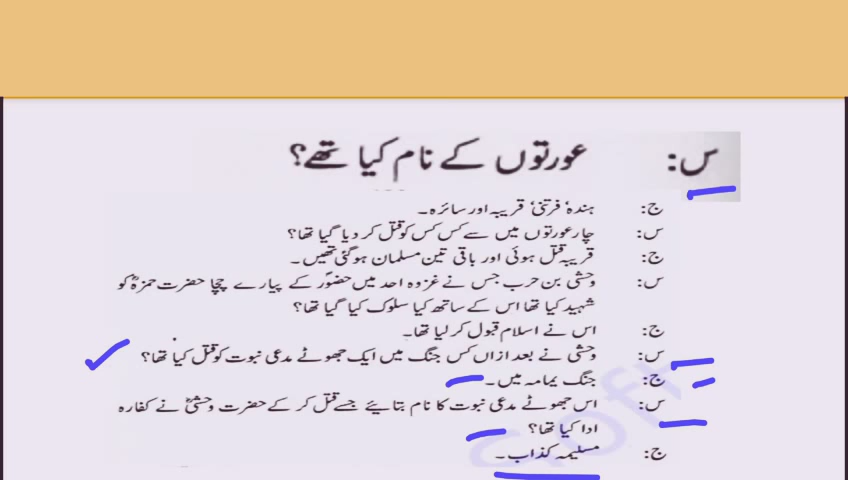 س: عورتوں کے نام کیا تھے؟
ج: ہندہ، فرتنیٰ، قریبہ اور سائرہ۔
س: چار عورتوں میں سے کس کس کو قتل کر دیا گیا تھا؟
ج: قریبہ قتل ہوئی اور باقی تین مسلمان ہو گئی تھیں۔
س: وحشی بن حرب جس نے غزوہ احد میں حضورؐ کے پیارے چچا حضرت حمزہؓ کو
شہید کیا تھا اس کے ساتھ کیا سلوک کیا گیا تھا؟
ج: اس نے اسلام قبول کر لیا تھا۔
س: وحشی نے بعد ازاں کس جنگ میں ایک جھوٹے مدعی نبوت کو قتل کیا تھا؟
ج: جنگ یمامہ میں۔
س: اس جھوٹے مدعی نبوت کا نام بتایئے جسے قتل کر کے حضرت وحشیؓ نے کفارہ
ادا کیا تھا؟
ج: مسلیمہ کذاب۔
Soft